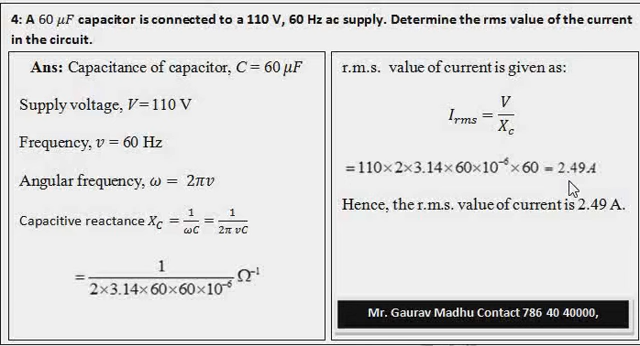 4: A 60 μF capacitor is connected to a 110 V, 60 Hz ac supply. Determine the rms value of the current
in the circuit.
Ans: Capacitance of capacitor, C = 60 μF
Supply voltage, V= 110 V
Frequency, υ = 60 Hz
Angular frequency, ω = 2πυ
Capacitive reactance X_C = 1/ωC = 1/2π υC
= 1/2×3.14×60×60×10⁻⁶ Ω⁻¹
r.m.s. value of current is given as:
I_rms = V/X_c
= 110×2×3.14×60×10⁻⁶×60 = 2.49A
Hence, the r.m.s. value of current is 2.49 A.
Mr. Gaurav Madhu Contact 786 40 40000,